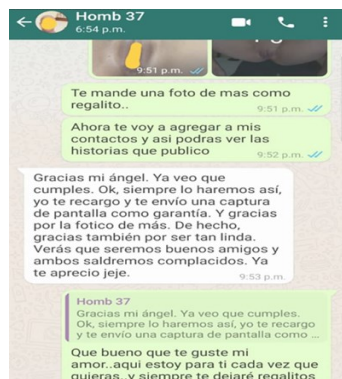 Homb 37
6:54 p.m.
9:51 p.m.
Te mande una foto de mas como
regalito..
9:51 p.m.
Ahora te voy a agregar a mis
contactos y asi podras ver las
historias que publico
9:52 p.m.
Gracias mi ángel. Ya veo que
cumples. Ok, siempre lo haremos así,
yo te recargo y te envío una captura
de pantalla como garantía. Y gracias
por la fotico de más. De hecho,
gracias también por ser tan linda.
Verás que seremos buenos amigos y
ambos saldremos complacidos. Ya
te aprecio jeje.
9:53 p.m.
Homb 37
Gracias mi ángel. Ya veo que cumples.
Ok, siempre lo haremos así, yo te recargo
y te envío una captura de pantalla como ...
Que bueno que te guste mi
amor..aqui estoy para ti cada vez que
quieras..y siempre te dejaré regalitos